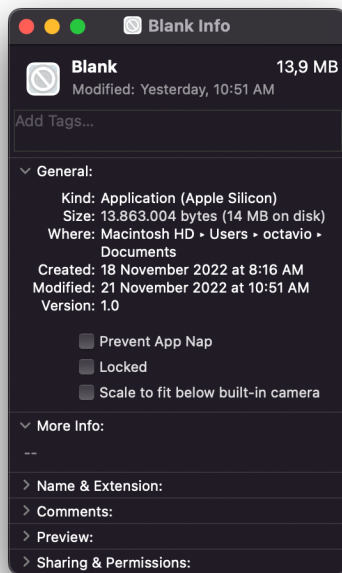 Blank Info
Blank 13,9 MB
Modified: Yesterday, 10:51 AM
Add Tags...
General:
Kind: Application (Apple Silicon)
Size: 13.863.004 bytes (14 MB on disk)
Where: Macintosh HD ▸ Users ▸ octavio ▸
Documents
Created: 18 November 2022 at 8:16 AM
Modified: 21 November 2022 at 10:51 AM
Version: 1.0
Prevent App Nap
Locked
Scale to fit below built-in camera
More Info:
--
Name & Extension:
Comments:
Preview:
Sharing & Permissions: